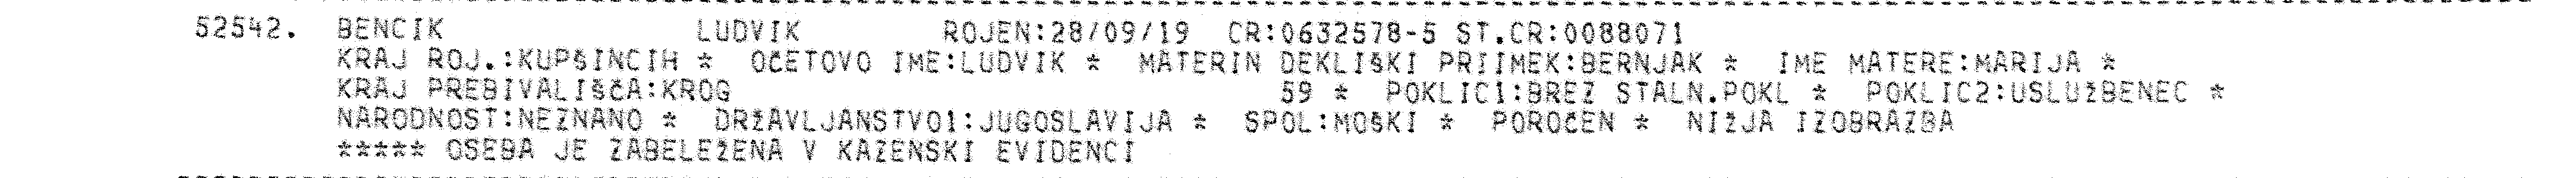 52542. BENCIK LUDVIK ROJEN:28/09/19 CR:0632578-5 ST.CR:0088071
KRAJ ROJ.:KUPŠINCIH * OČETOVO IME:LUDVIK * MATERIN DEKLIŠKI PRIIMEK:BERNJAK * IME MATERE:MARIJA *
KRAJ PREBIVALIŠČA:KROG 59 * POKLIC1:BREZ STALN.POKL * POKLIC2:USLUŽBENEC *
NARODNOST:NEZNANO * DRŽAVLJANSTVO1:JUGOSLAVIJA * SPOL:MOŠKI * POROČEN * NIŽJA IZOBRAZBA
***** OSEBA JE ZABELEŽENA V KAZENSKI EVIDENCI